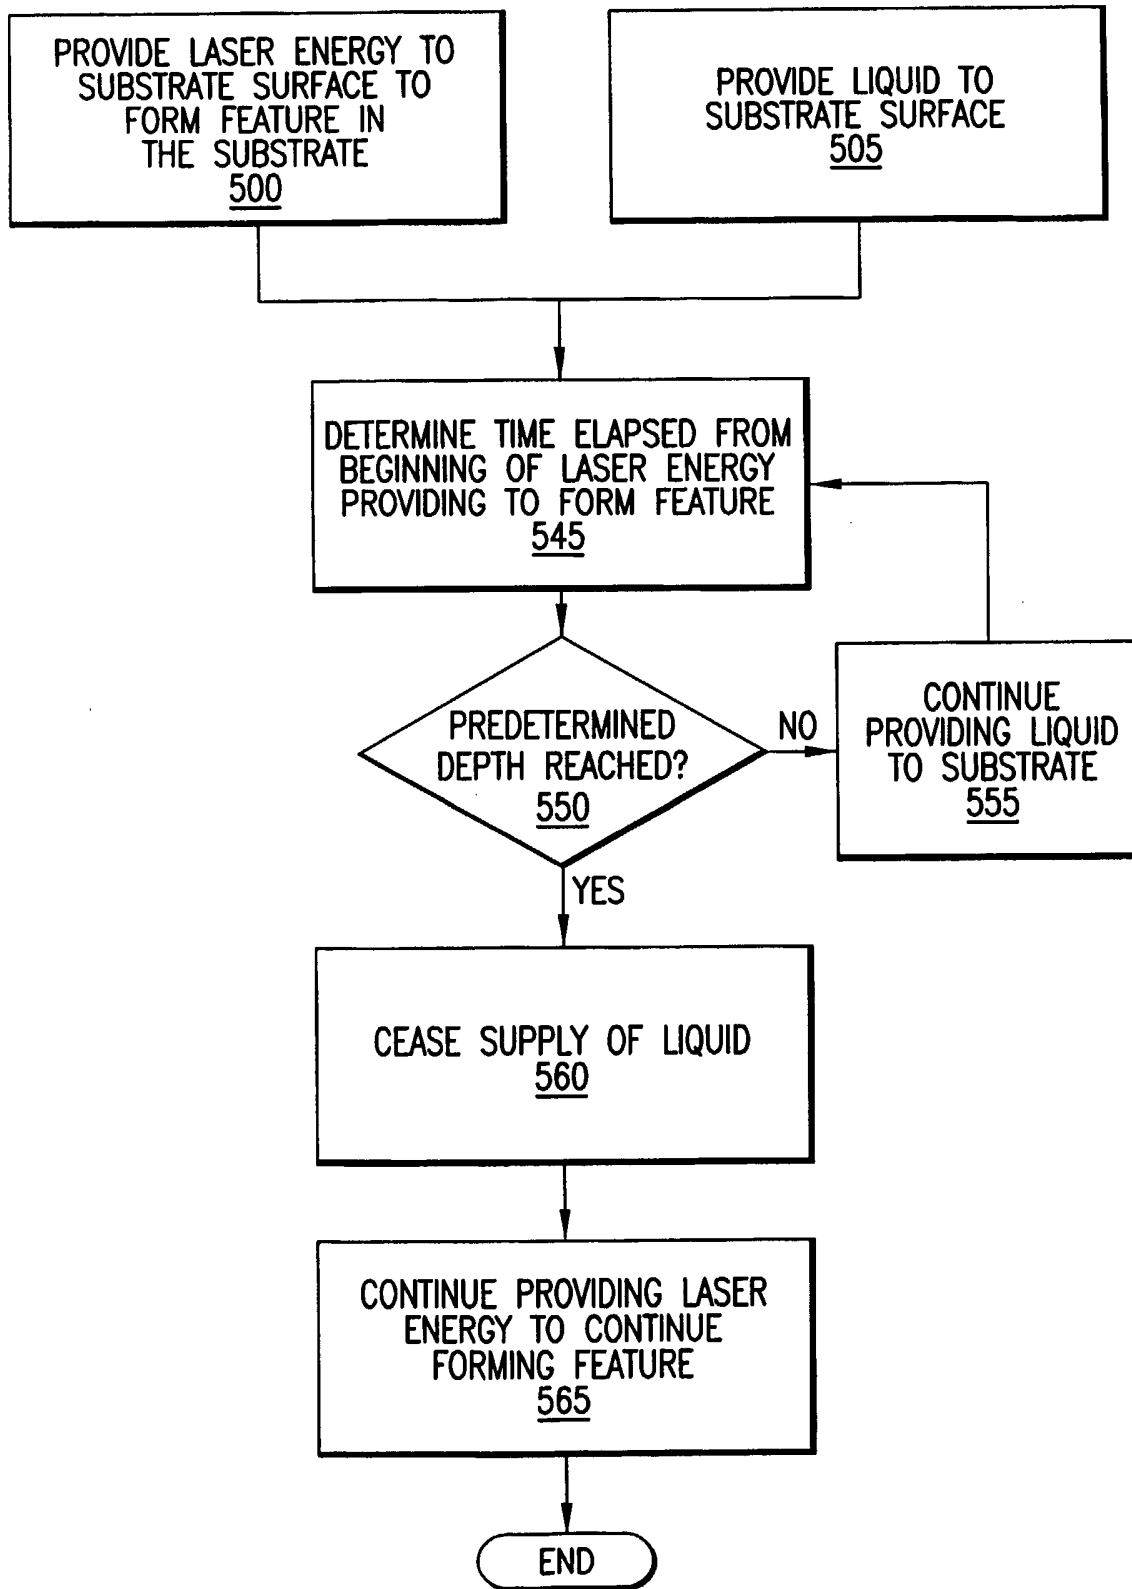 PROVIDE LASER ENERGY TO
SUBSTRATE SURFACE TO
FORM FEATURE IN
THE SUBSTRATE
500
PROVIDE LIQUID TO
SUBSTRATE SURFACE
505
DETERMINE TIME ELAPSED FROM
BEGINNING OF LASER ENERGY
PROVIDING TO FORM FEATURE
545
PREDETERMINED
DEPTH REACHED?
550
NO
CONTINUE
PROVIDING LIQUID
TO SUBSTRATE
555
YES
CEASE SUPPLY OF LIQUID
560
CONTINUE PROVIDING LASER
ENERGY TO CONTINUE
FORMING FEATURE
565
END